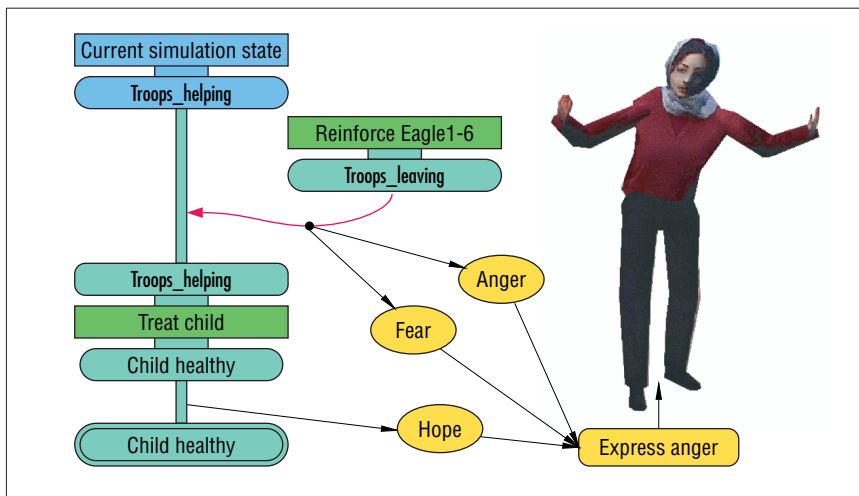 Current simulation state
Troops_helping
Reinforce Eagle1-6
Troops_leaving
Troops_helping
Treat child
Child healthy
Child healthy
Anger
Fear
Hope
Express anger